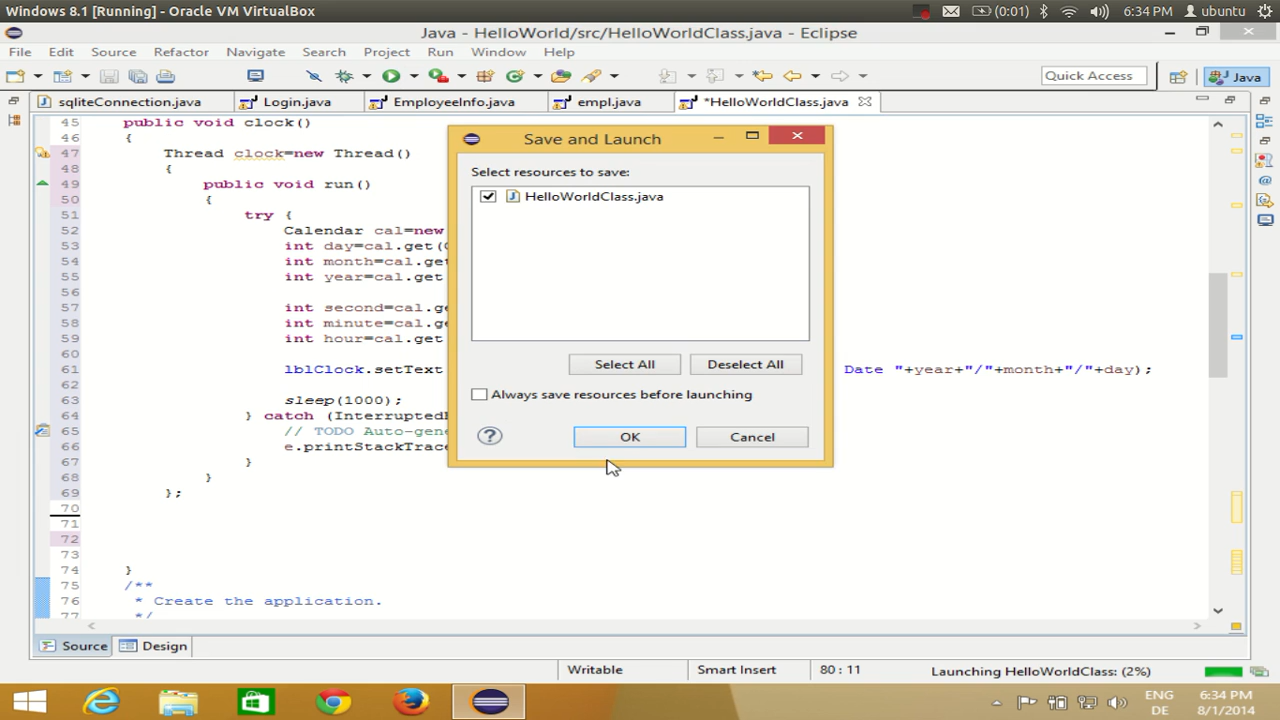 Windows 8.1 [Running] - Oracle VM VirtualBox
(0:01)
6:34 PM
ubuntu
Java - HelloWorld/src/HelloWorldClass.java - Eclipse
File Edit Source Refactor Navigate Search Project Run Window Help
Quick Access
Java
sqliteConnection.java
Login.java
EmployeeInfo.java
empl.java
*HelloWorldClass.java
45 public void clock()
46 {
47 Thread clock=new Thread()
48 {
49 public void run()
50 {
51 try {
52 Calendar cal=new
53 int day=cal.get(
54 int month=cal.get
55 int year=cal.get
56
57 int second=cal.ge
58 int minute=cal.ge
59 int hour=cal.get
60
61 lblClock.setText Date "+year+"/"+month+"/"+day);
62
63 sleep(1000);
64 } catch (Interrupted
65 // TODO Auto-gene
66 e.printStackTrace
67 }
68 }
69 };
70
71
72
73
74 }
75 /**
76 * Create the application.
77 */
Save and Launch
Select resources to save:
HelloWorldClass.java
Select All
Deselect All
Always save resources before launching
?
OK
Cancel
Source
Design
Writable
Smart Insert
80 : 11
Launching HelloWorldClass: (2%)
ENG
DE
6:34 PM
8/1/2014